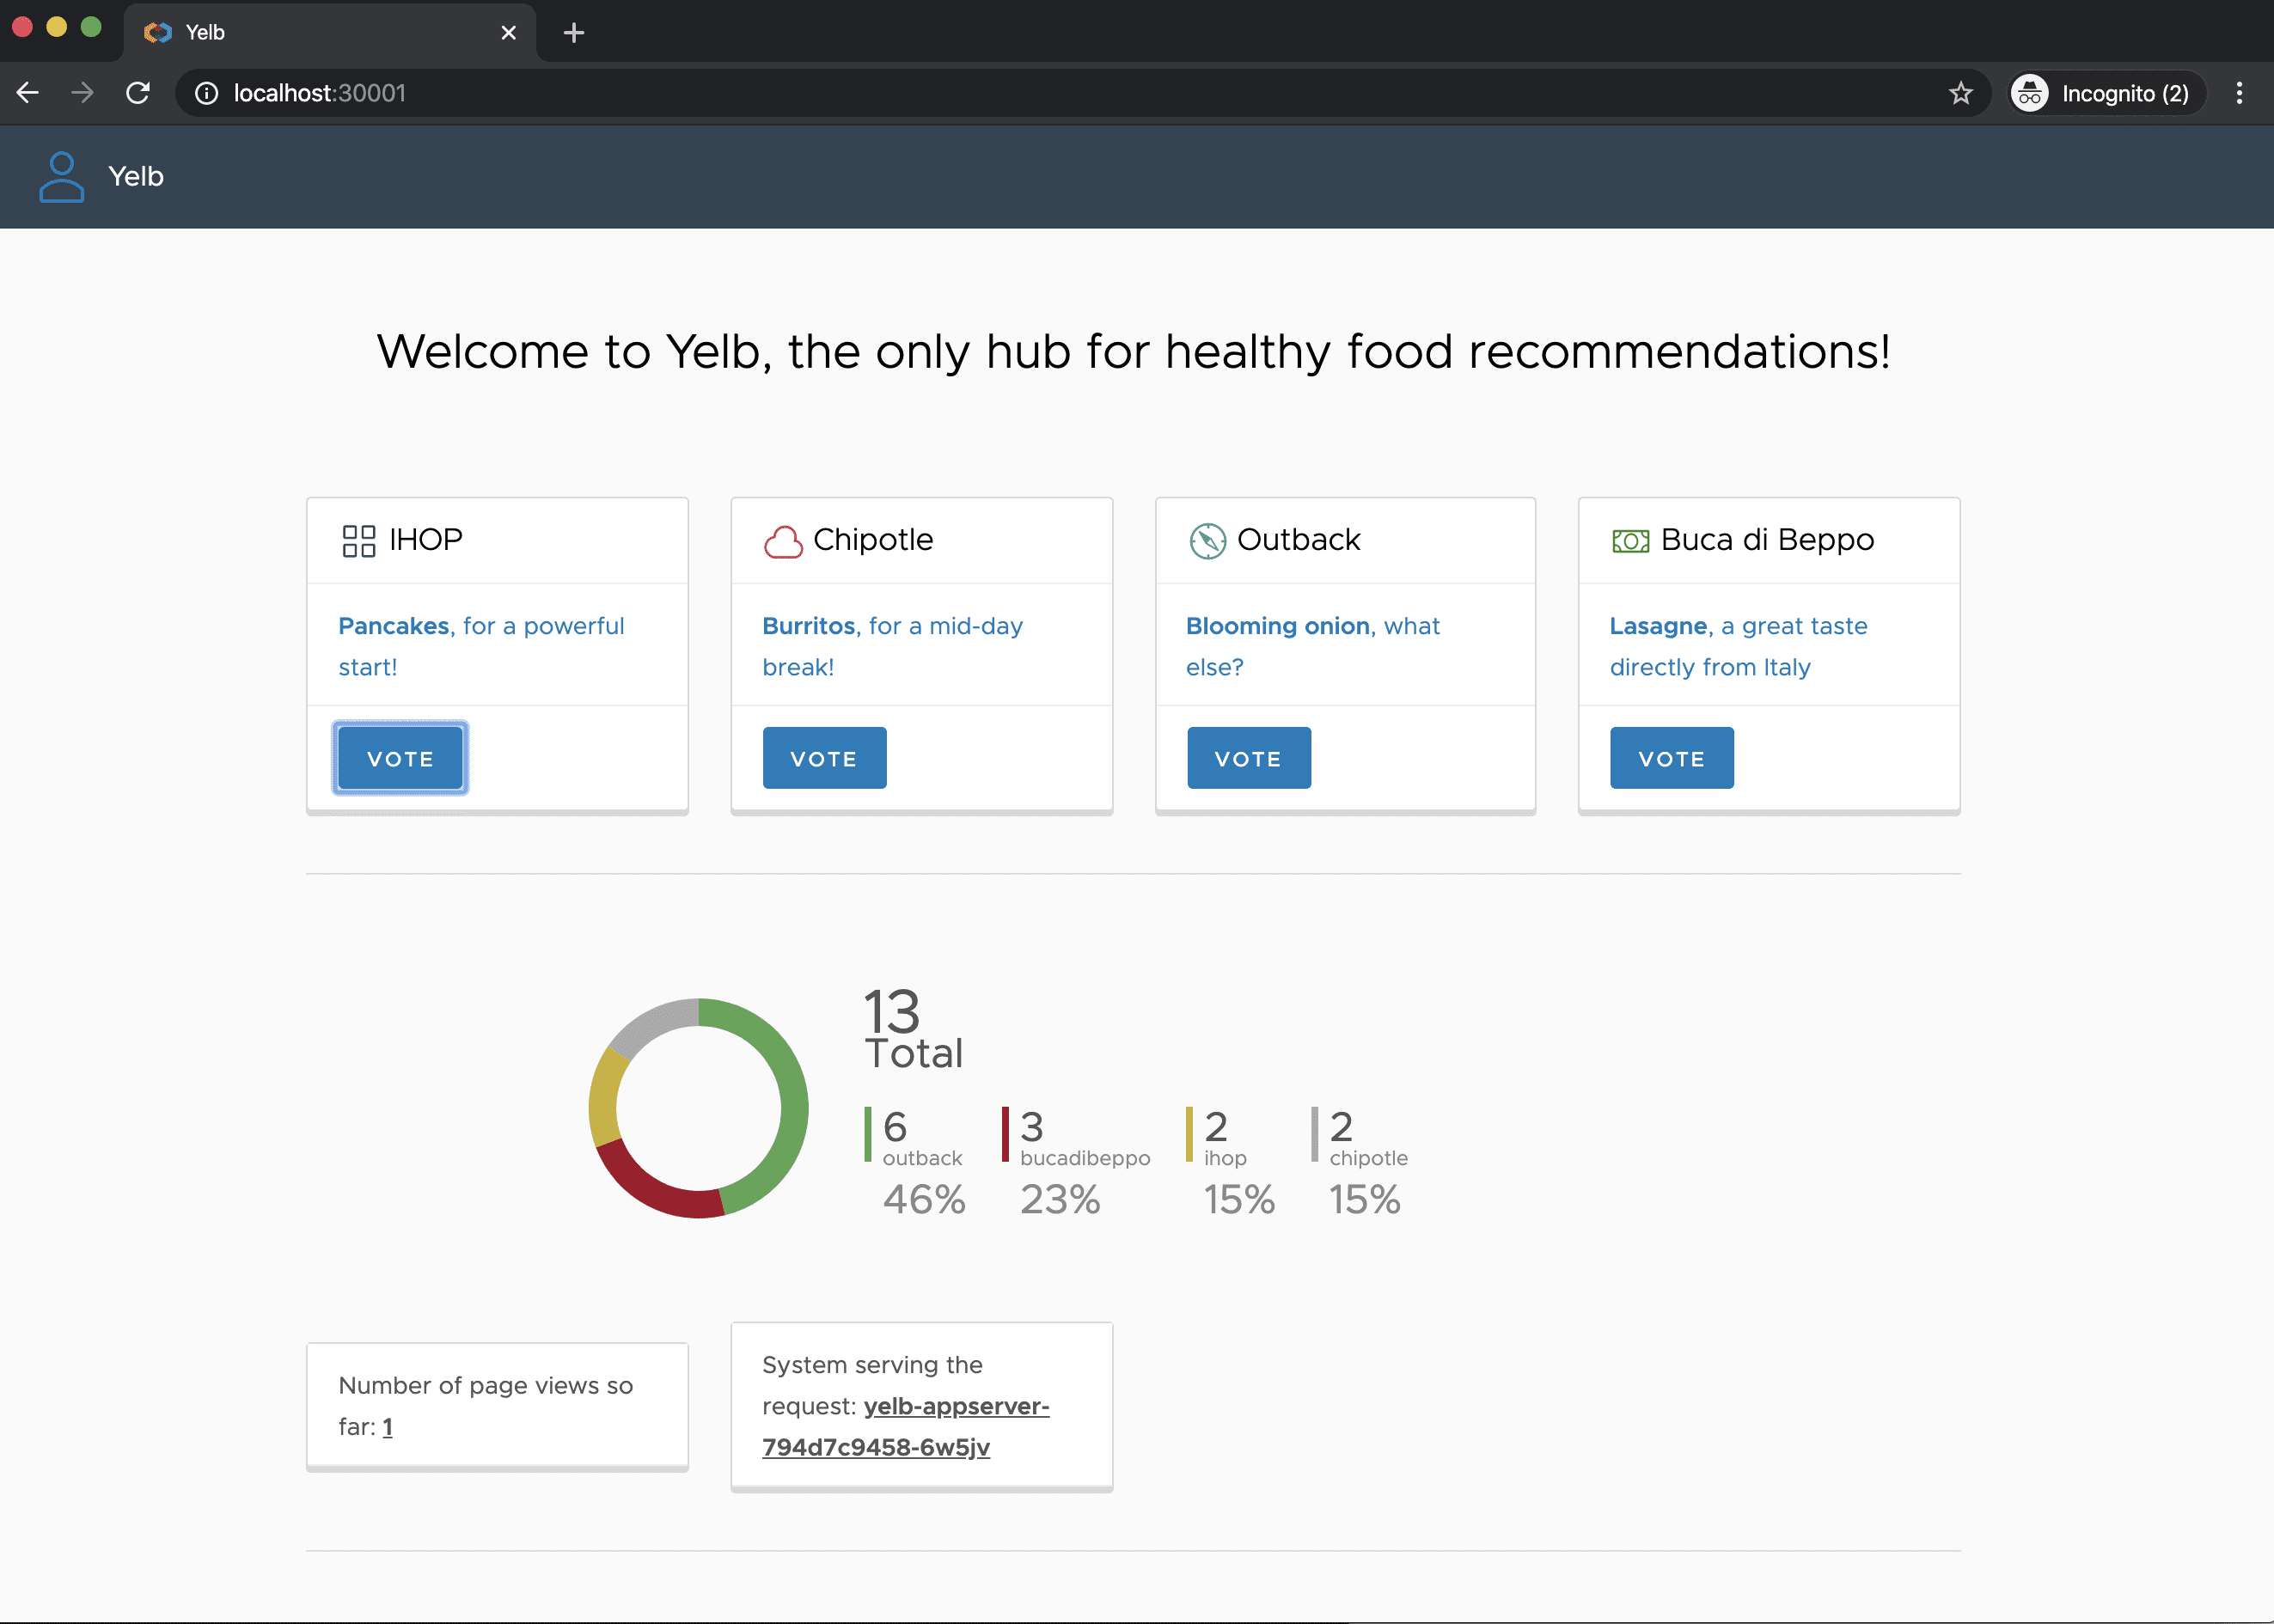 Yelb
localhost:30001
Incognito (2)
Yelb
Welcome to Yelb, the only hub for healthy food recommendations!
IHOP
Pancakes, for a powerful
start!
VOTE
Chipotle
Burritos, for a mid-day
break!
VOTE
Outback
Blooming onion, what
else?
VOTE
Buca di Beppo
Lasagne, a great taste
directly from Italy
VOTE
13
Total
6
outback
46%
3
bucadibeppo
23%
2
ihop
15%
2
chipotle
15%
Number of page views so
far: 1
System serving the
request: yelb-appserver-
794d7c9458-6w5jv